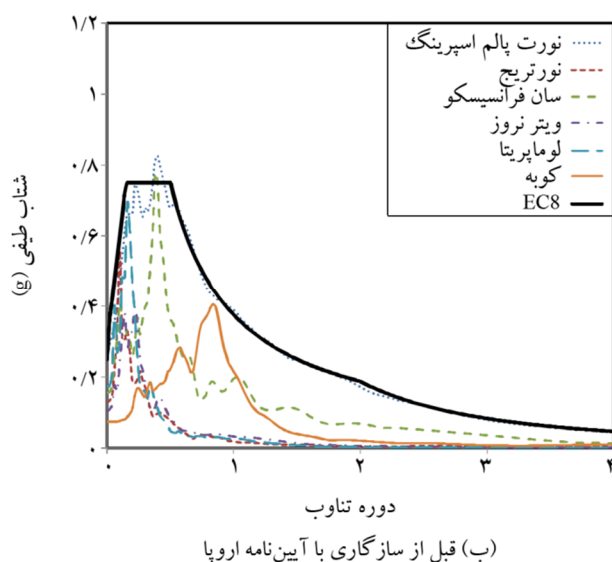 ۱/۲
۱
۰/۸
۰/۶
۰/۴
۰/۲
۰
شتاب طیفی (g)
نورت پالم اسپرینگ
نورتریج
سان فرانسیسکو
ویتر نروز
لوماپریتا
کوبه
EC8
۰ ۱ ۲ ۳ ۴
دوره تناوب
(ب) قبل از سازگاری با آیین‌نامه اروپا